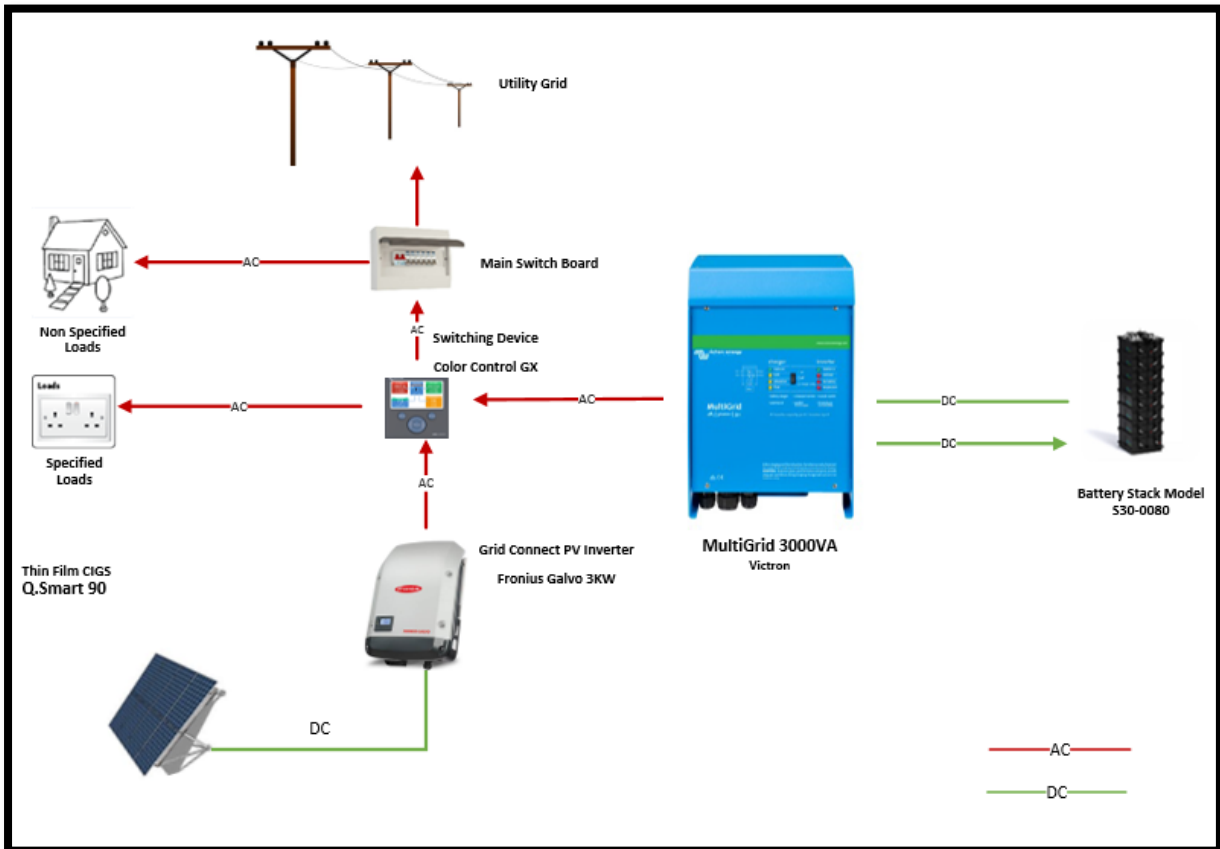 Utility Grid
AC
Main Switch Board
Non Specified
Loads
AC
Switching Device
Color Control GX
Loads
AC
AC
MultiGrid
DC
DC
Specified
Loads
AC
Battery Stack Model
S30-0080
MultiGrid 3000VA
Victron
Grid Connect PV Inverter
Fronius Galvo 3KW
Thin Film CIGS
Q.Smart 90
DC
AC
DC